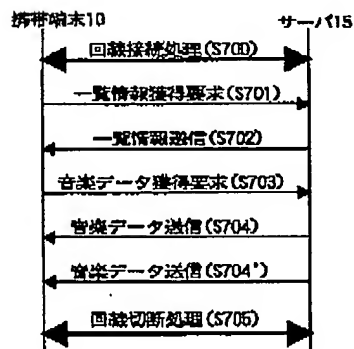 携帯端末10 サーバ15
回線接続処理(S700)
一覧情報獲得要求(S701)
一覧情報送信(S702)
音楽データ獲得要求(S703)
音楽データ送信(S704)
音楽データ送信(S704')
回線切断処理(S705)